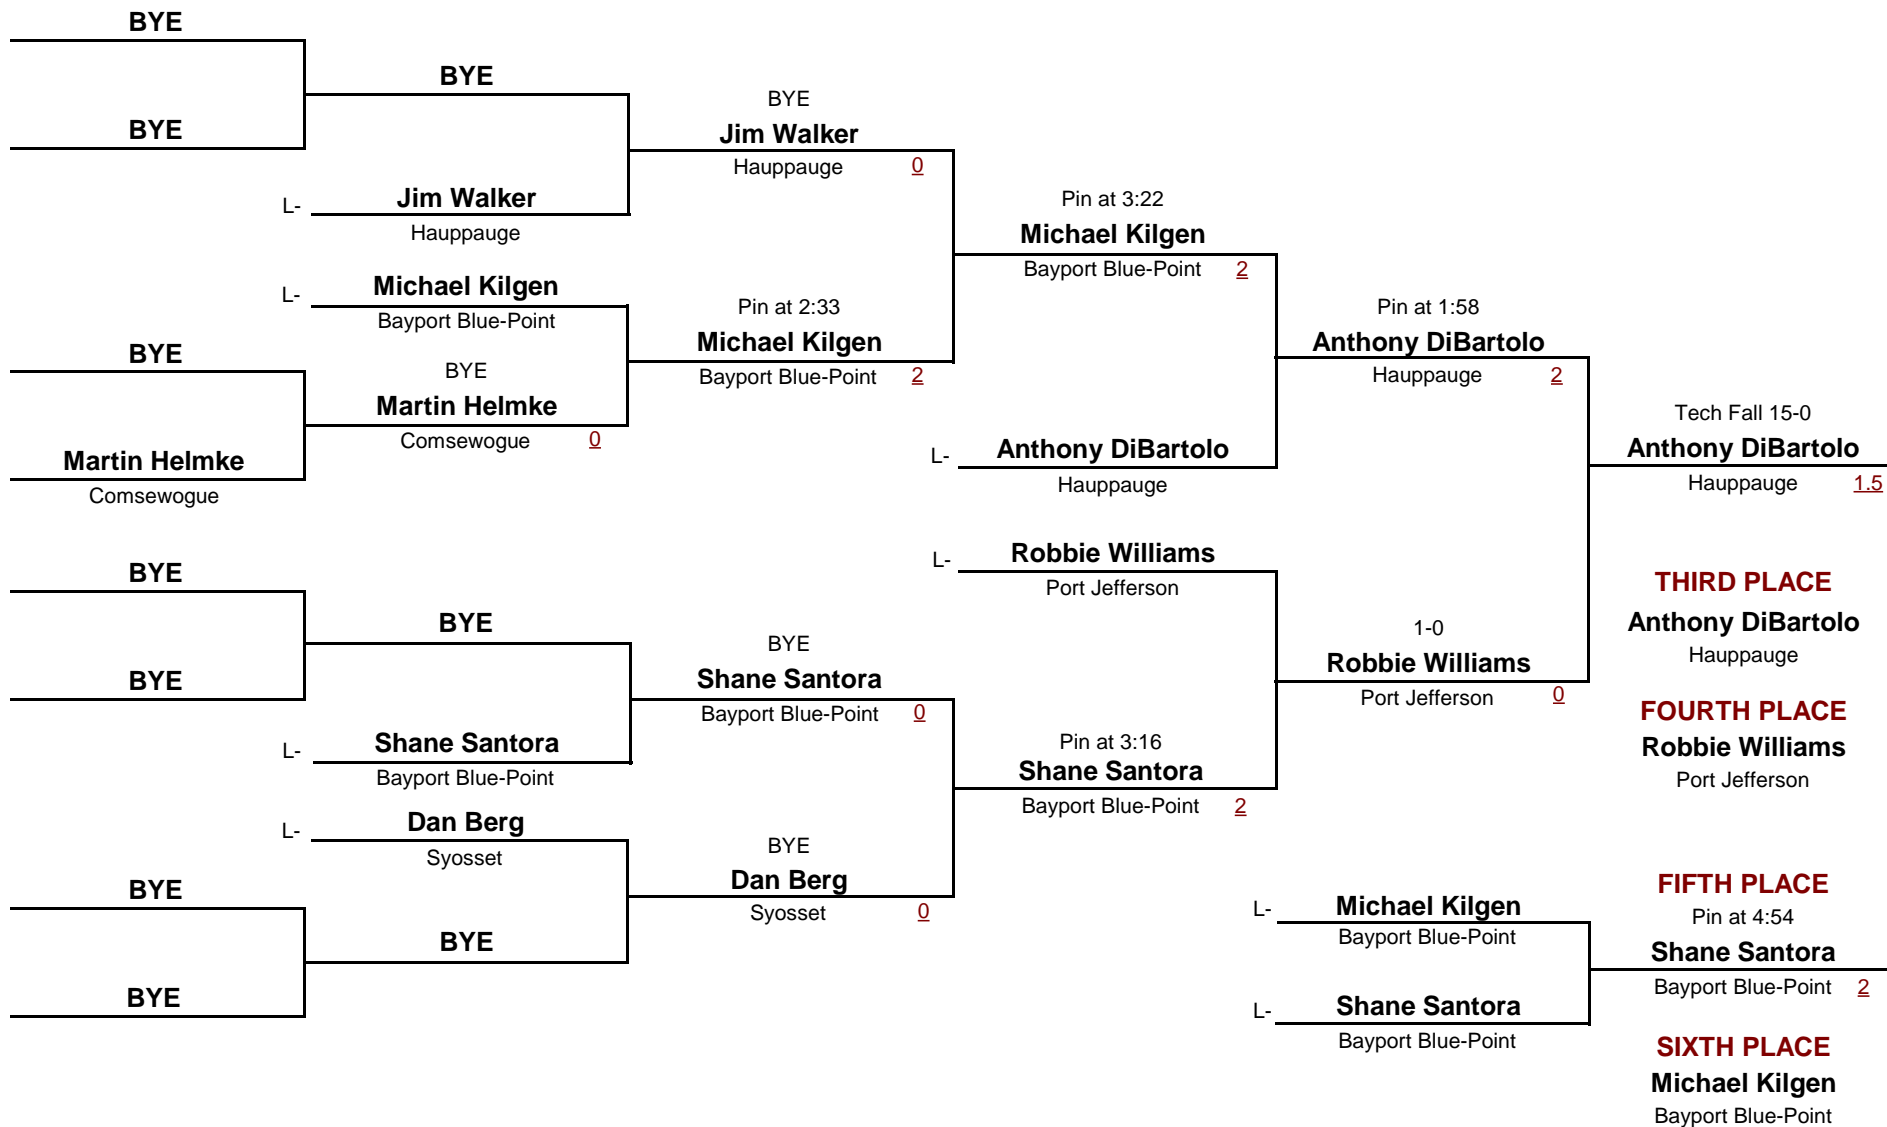 BYE
BYE
BYE
BYE
Jim Walker
Hauppauge 0
L- Jim Walker
Hauppauge
Pin at 3:22
Michael Kilgen
Bayport Blue-Point 2
L- Michael Kilgen
Bayport Blue-Point
Pin at 2:33
Michael Kilgen
Bayport Blue-Point 2
BYE
BYE
Martin Helmke
Comsewogue 0
Martin Helmke
Comsewogue
Pin at 1:58
Anthony DiBartolo
Hauppauge 2
L- Anthony DiBartolo
Hauppauge
Tech Fall 15-0
Anthony DiBartolo
Hauppauge 1.5
L- Robbie Williams
Port Jefferson
BYE
BYE
BYE
BYE
Shane Santora
Bayport Blue-Point 0
L- Shane Santora
Bayport Blue-Point
1-0
Robbie Williams
Port Jefferson 0
THIRD PLACE
Anthony DiBartolo
Hauppauge
FOURTH PLACE
Robbie Williams
Port Jefferson
Pin at 3:16
Shane Santora
Bayport Blue-Point 2
L- Dan Berg
Syosset
BYE
Dan Berg
Syosset 0
BYE
BYE
BYE
L- Michael Kilgen
Bayport Blue-Point
L- Shane Santora
Bayport Blue-Point
FIFTH PLACE
Pin at 4:54
Shane Santora
Bayport Blue-Point 2
SIXTH PLACE
Michael Kilgen
Bayport Blue-Point